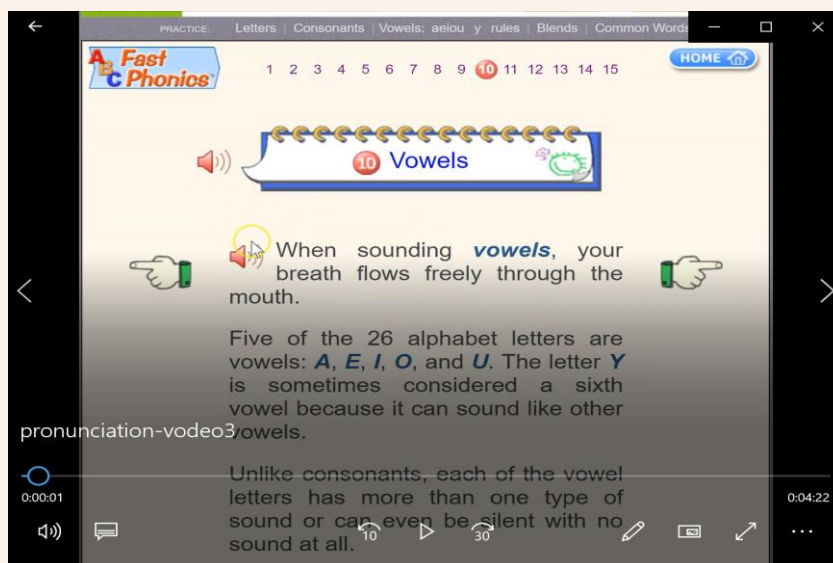 PRACTICE: Letters | Consonants | Vowels: aeiou y rules | Blends | Common Words
ABC Fast Phonics
1 2 3 4 5 6 7 8 9 10 11 12 13 14 15
HOME
10 Vowels
When sounding vowels, your
breath flows freely through the
mouth.
Five of the 26 alphabet letters are
vowels: A, E, I, O, and U. The letter Y
is sometimes considered a sixth
vowel because it can sound like other
vowels.
pronunciation-vodeo3
Unlike consonants, each of the vowel
letters has more than one type of
sound or can even be silent with no
sound at all.
0:00:01
0:04:22
10
30